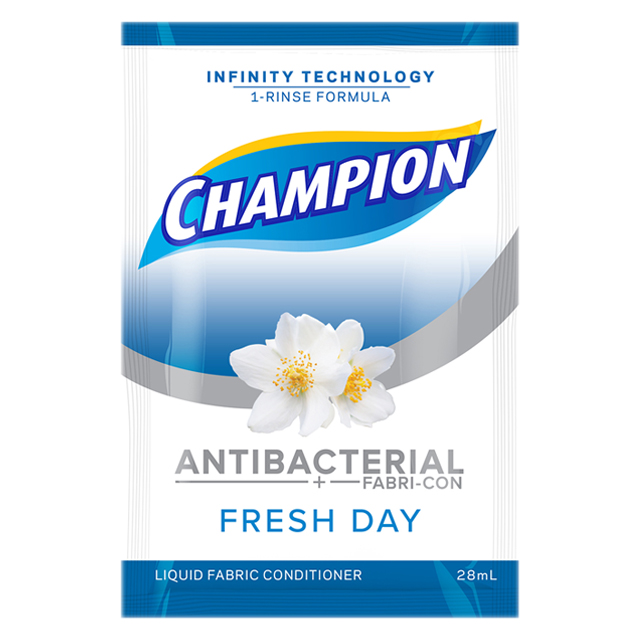 INFINITY TECHNOLOGY
1-RINSE FORMULA
CHAMPION
ANTIBACTERIAL
+ FABRI-CON
FRESH DAY
LIQUID FABRIC CONDITIONER 28mL